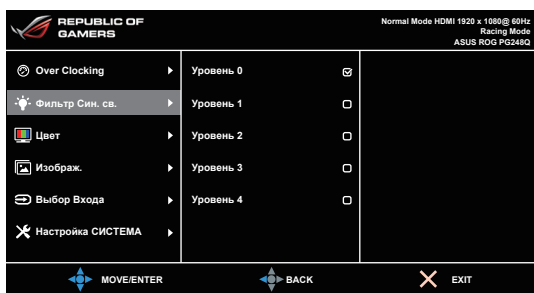 REPUBLIC OF
GAMERS
Normal Mode HDMI 1920 x 1080@ 60Hz
Racing Mode
ASUS ROG PG248Q
Over Clocking
Уровень 0
Фильтр Син. св.
Уровень 1
Цвет
Уровень 2
Изображ.
Уровень 3
Выбор Входа
Уровень 4
Настройка СИСТЕМА
MOVE/ENTER
BACK
EXIT